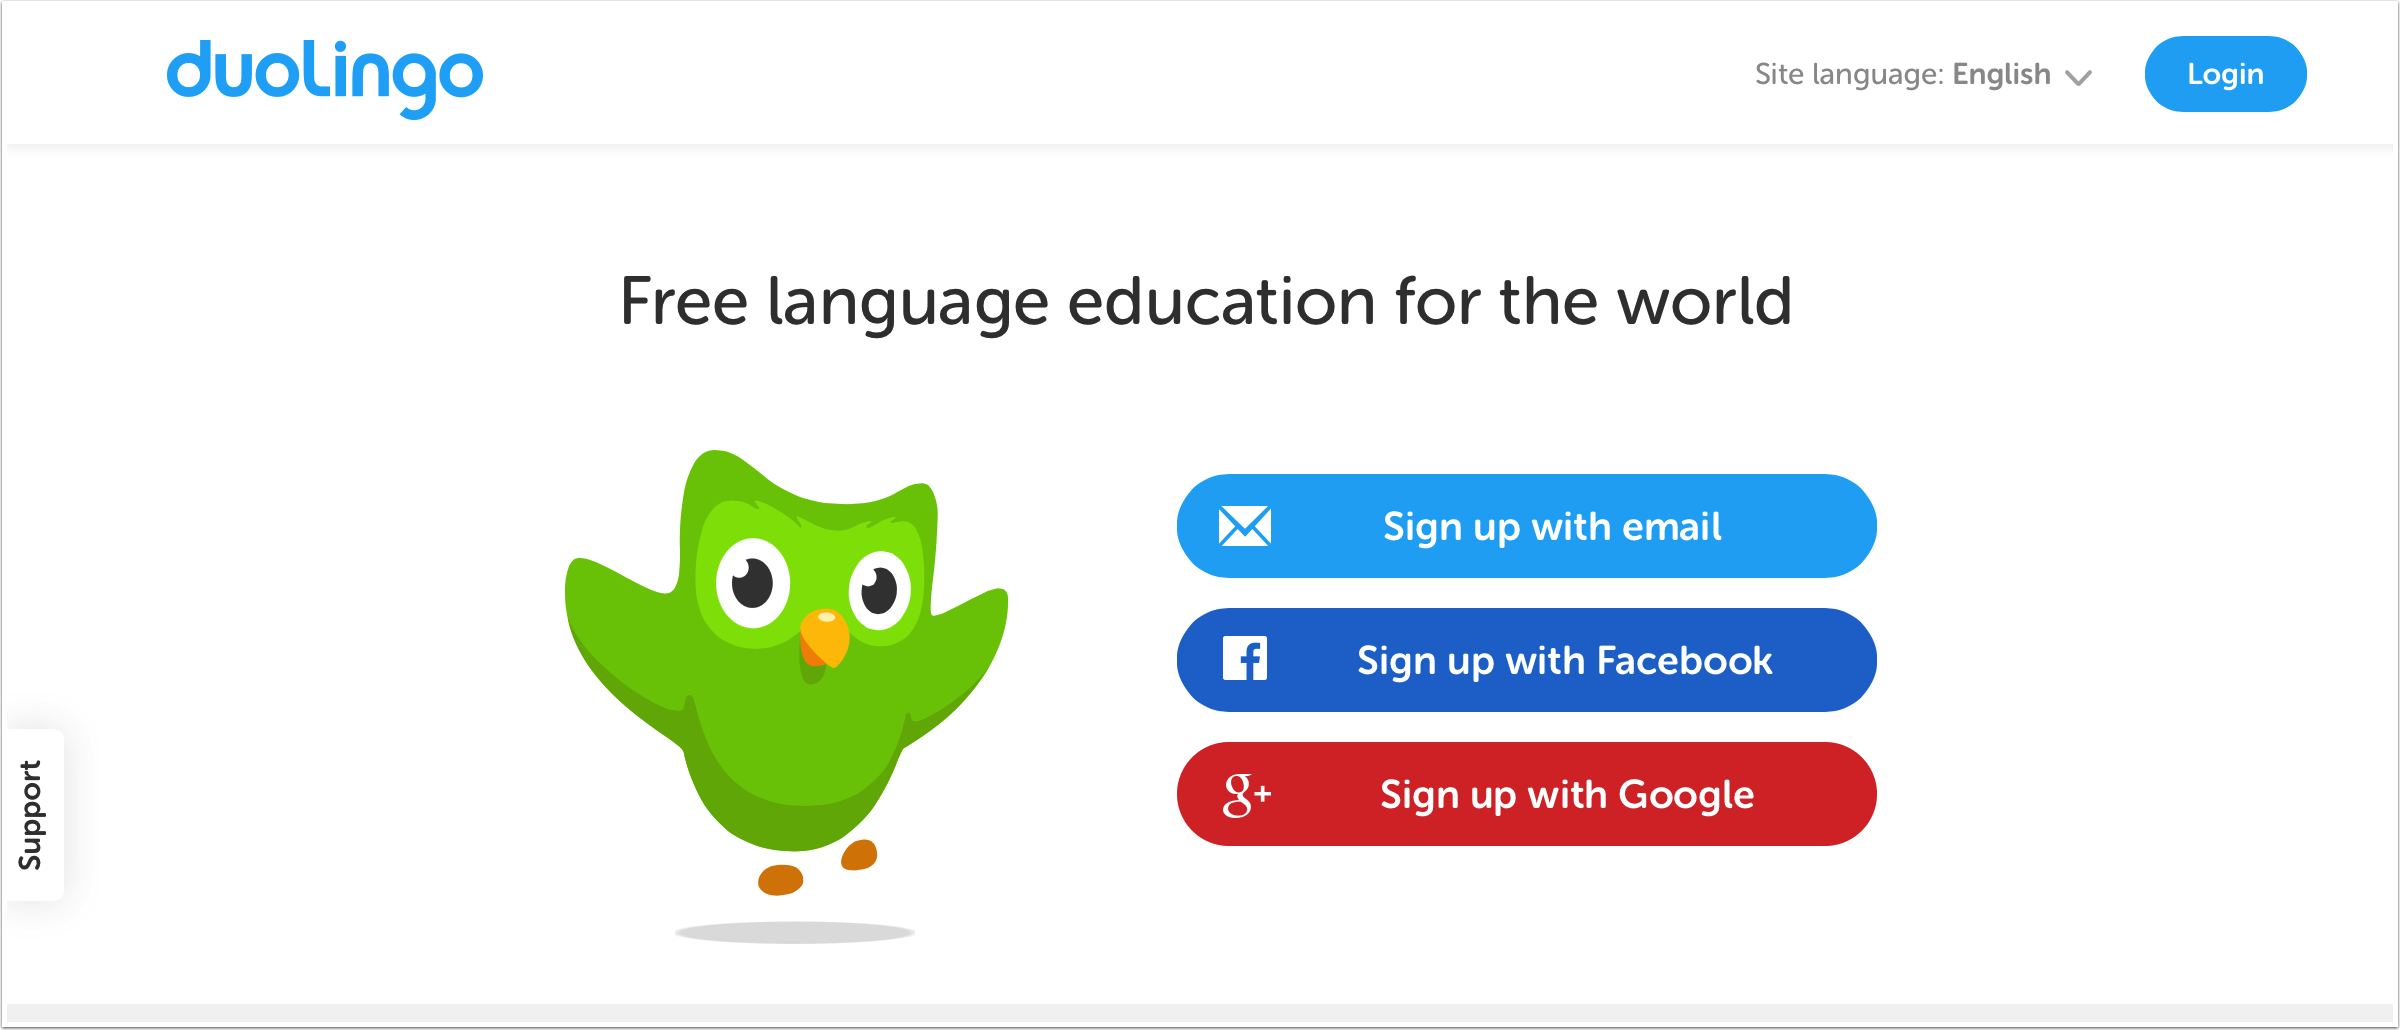 duolingo
Site language: English
Login
Free language education for the world
Sign up with email
Sign up with Facebook
g+
Sign up with Google
Support